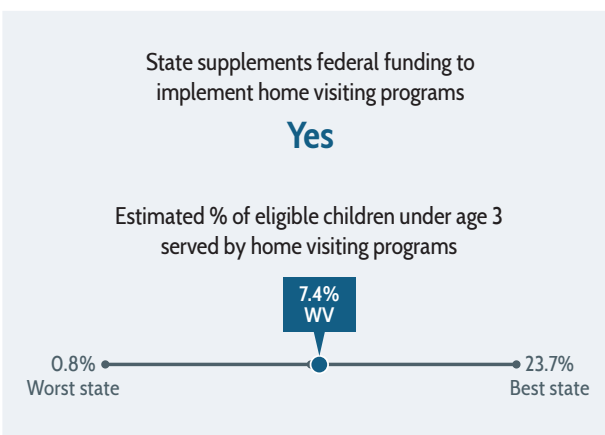 State supplements federal funding to
implement home visiting programs
Yes
Estimated % of eligible children under age 3
served by home visiting programs
7.4%
WV
0.8%
Worst state
23.7%
Best state